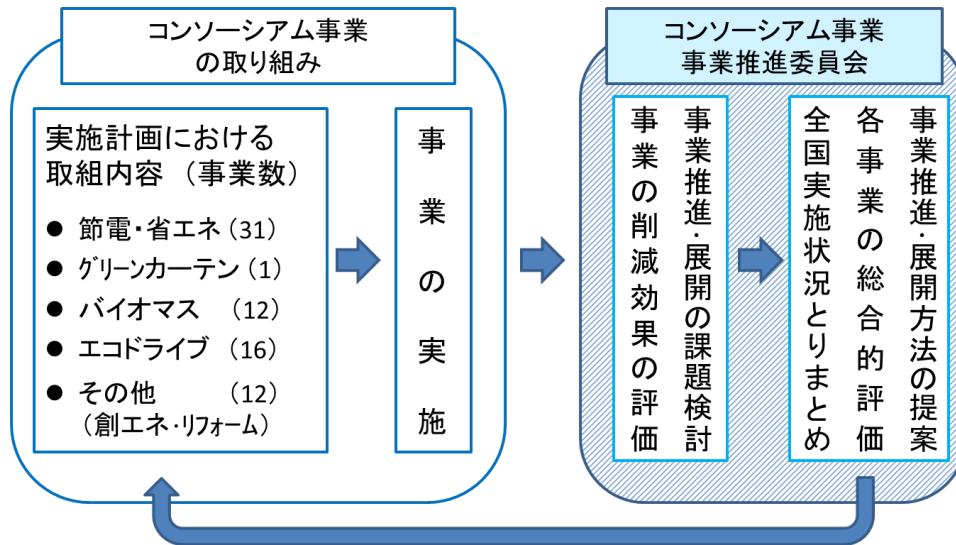 コンソーシアム事業
の取り組み
実施計画における
取組内容 （事業数）
● 節電・省エネ (31)
● グリーンカーテン (1)
● バイオマス (12)
● エコドライブ (16)
● その他 (12)
（創エネ・リフォーム）
事業の実施
コンソーシアム事業
事業推進委員会
事業推進・展開の課題検討
事業の削減効果の評価
事業推進・展開方法の提案
各事業の総合的評価
全国実施状況とりまとめ